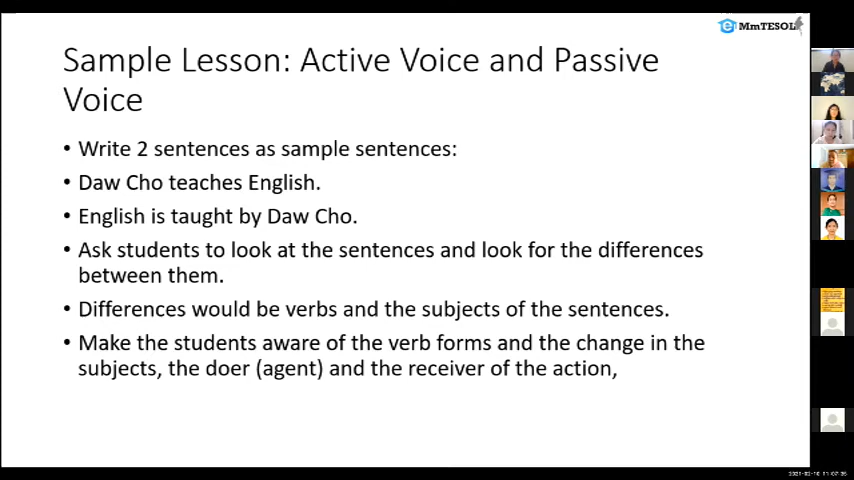 MmTESOL
Sample Lesson: Active Voice and Passive
Voice
• Write 2 sentences as sample sentences:
• Daw Cho teaches English.
• English is taught by Daw Cho.
• Ask students to look at the sentences and look for the differences
between them.
• Differences would be verbs and the subjects of the sentences.
• Make the students aware of the verb forms and the change in the
subjects, the doer (agent) and the receiver of the action,